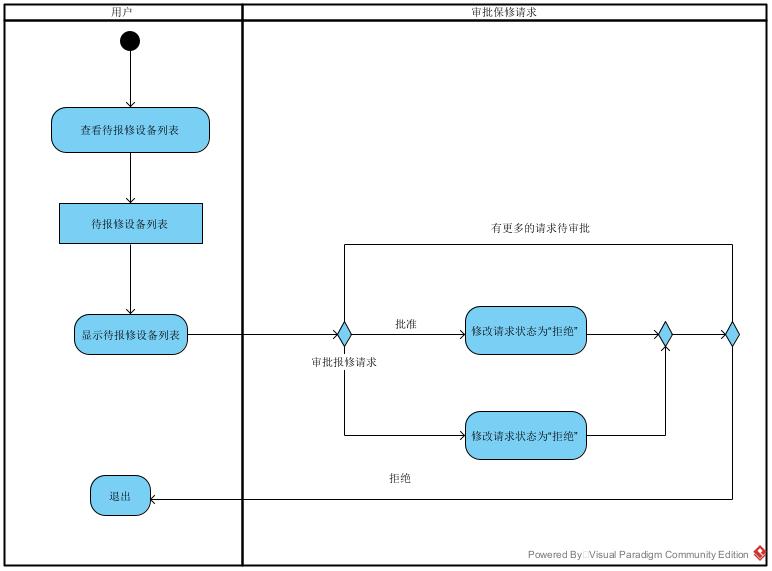 用户
审批保修请求
查看待报修设备列表
待报修设备列表
有更多的请求待审批
显示待报修设备列表
批准
修改请求状态为“拒绝”
审批报修请求
修改请求状态为“拒绝”
拒绝
退出
Powered By Visual Paradigm Community Edition